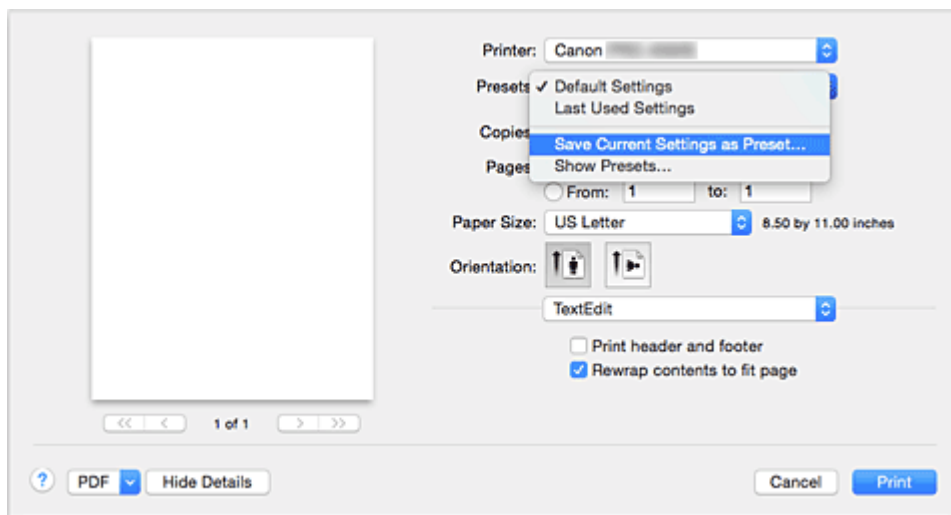 Printer: Canon
Presets ✓ Default Settings
Last Used Settings
Save Current Settings as Preset...
Show Presets...
Copies
Pages
From: 1 to: 1
Paper Size: US Letter 8.50 by 11.00 inches
Orientation:
TextEdit
Print header and footer
Rewrap contents to fit page
1 of 1
? PDF Hide Details Cancel Print